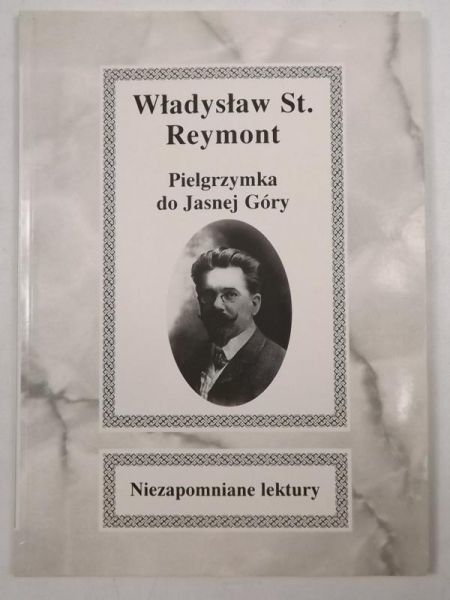 Władysław St.
Reymont
Pielgrzymka
do Jasnej Góry
Niezapomniane lektury